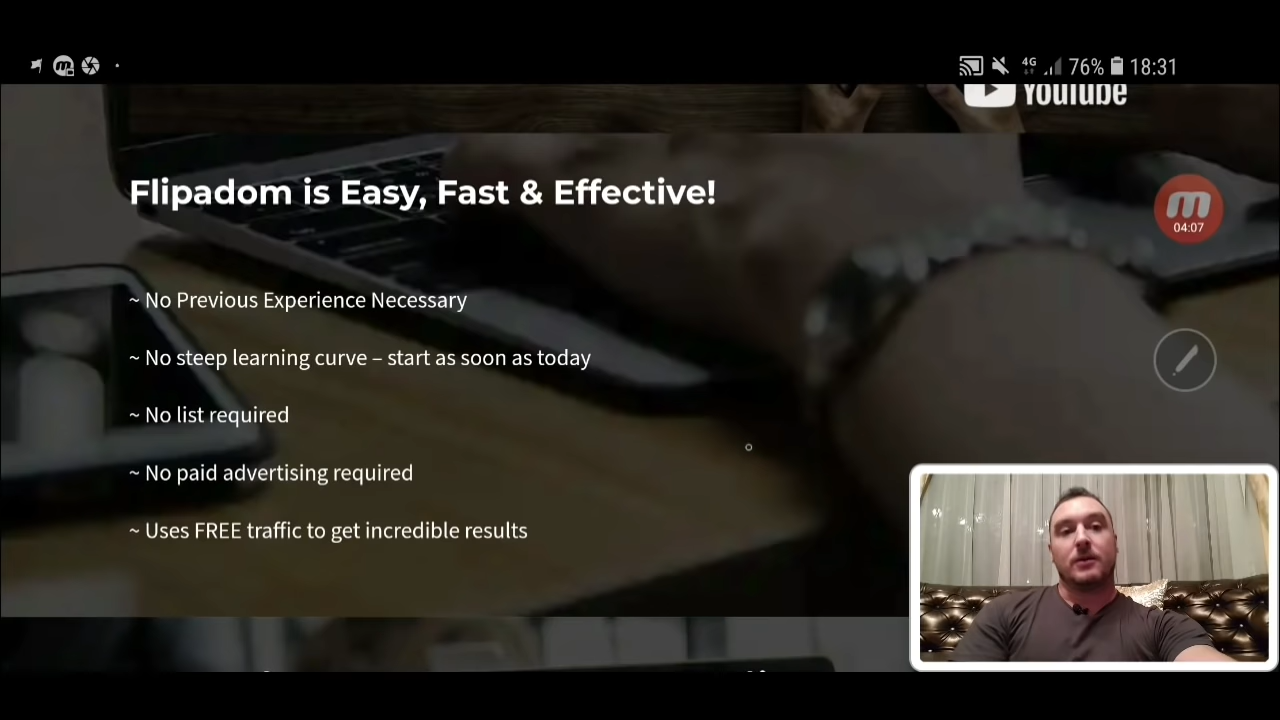 4G 76% 18:31
YouTube
Flipadom is Easy, Fast & Effective!
m
04:07
~ No Previous Experience Necessary
~ No steep learning curve – start as soon as today
~ No list required
~ No paid advertising required
~ Uses FREE traffic to get incredible results